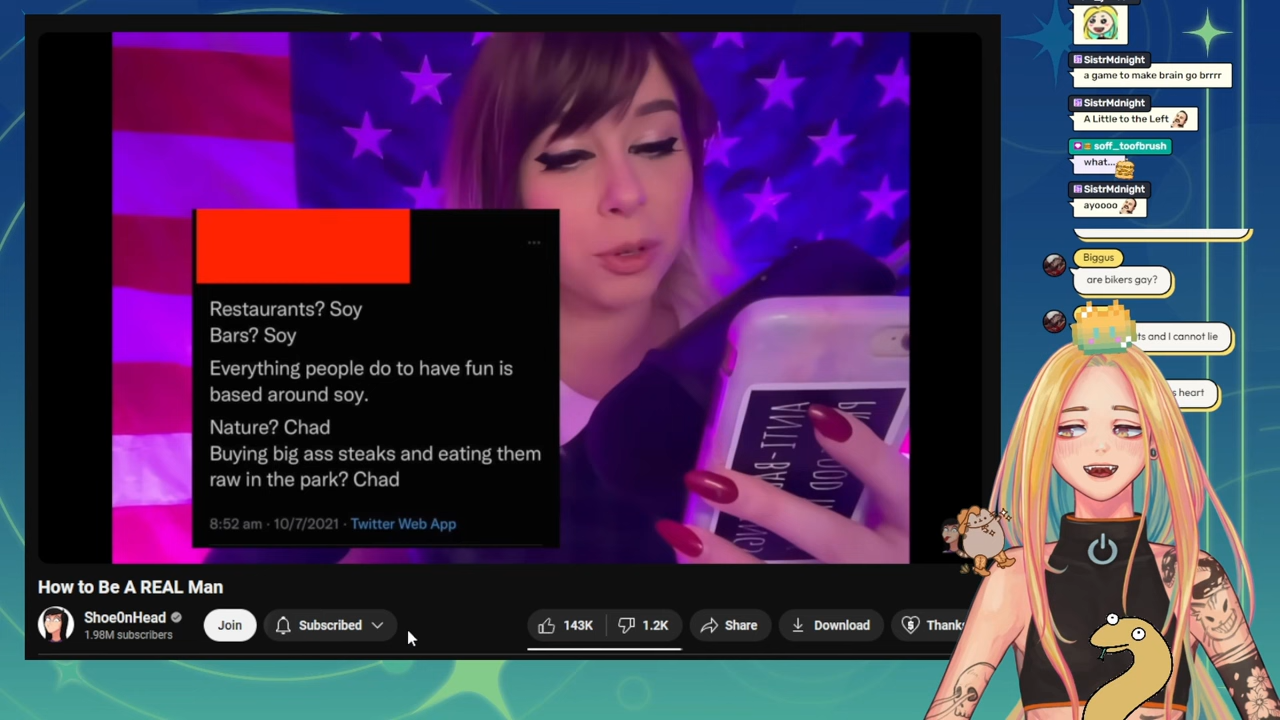 Restaurants? Soy
Bars? Soy
Everything people do to have fun is
based around soy.
Nature? Chad
Buying big ass steaks and eating them
raw in the park? Chad
8:52 am · 10/7/2021 · Twitter Web App
How to Be A REAL Man
Shoe0nHead
1.98M subscribers
Join
Subscribed
143K
1.2K
Share
Download
Thank
SistrMdnight
a game to make brain go brrrr
SistrMdnight
A Little to the Left
soff_toofbrush
what...
SistrMdnight
ayoooo
Biggus
are bikers gay?
ts and I cannot lie
s heart